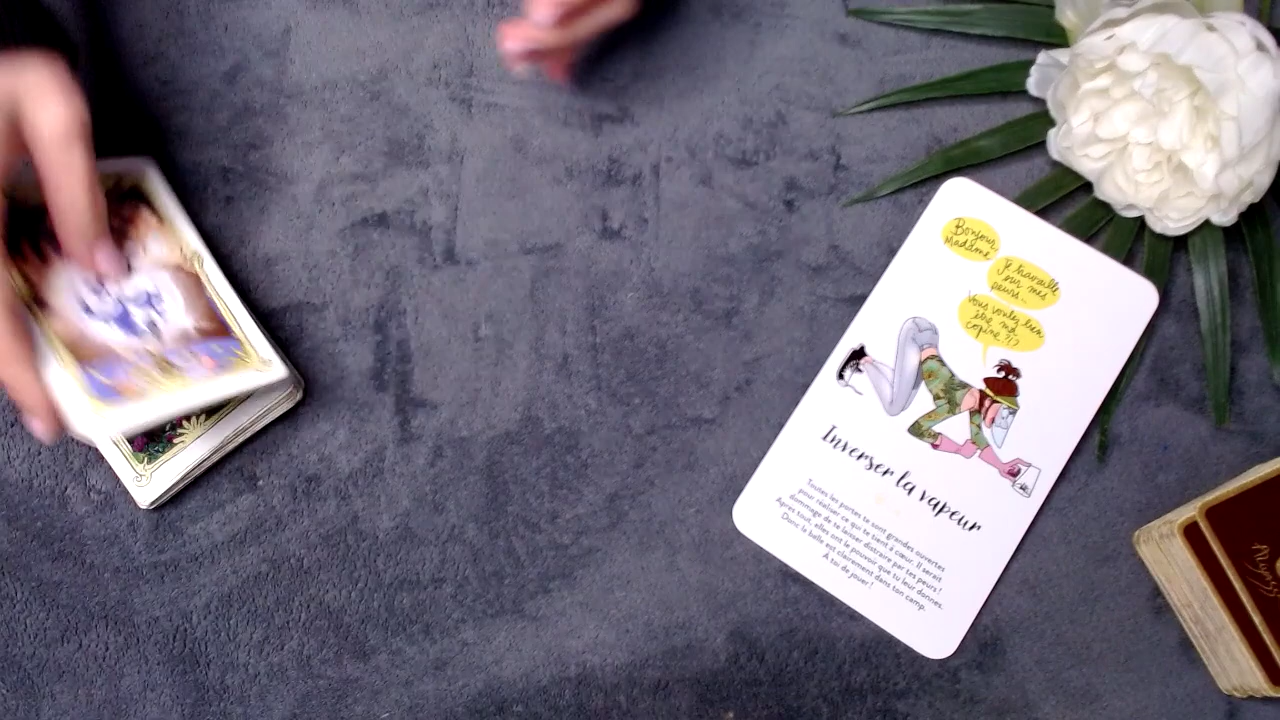 Bonjour,
Madame
Je travaille
sur mes
peurs...
Vous voulez bien
être ma
copine ?!?
Inverser la vapeur
Toutes les portes te sont grandes ouvertes
pour réaliser ce qui te tient à cœur. Il serait
dommage de te laisser distraire par tes peurs !
Après tout, elles ont le pouvoir que tu leur donnes.
Donc la balle est clairement dans ton camp.
À toi de jouer !